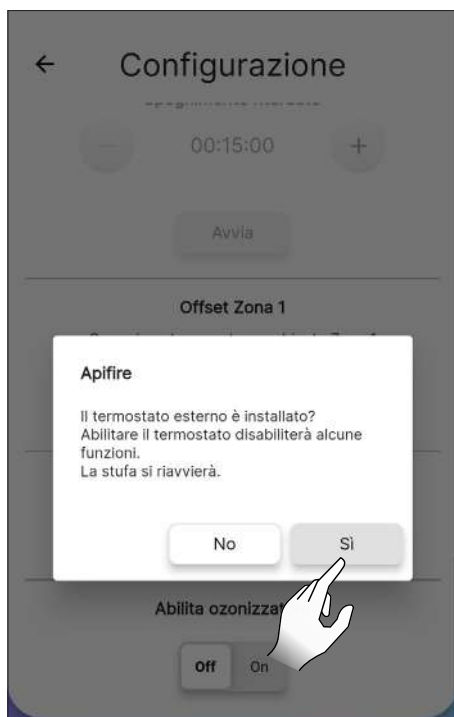 Configurazione
00:15:00
Avvia
Offset Zona 1
Apifire
Il termostato esterno è installato?
Abilitare il termostato disabiliterà alcune
funzioni.
La stufa si riavvierà.
No Sì
Abilita ozonizzat
Off On